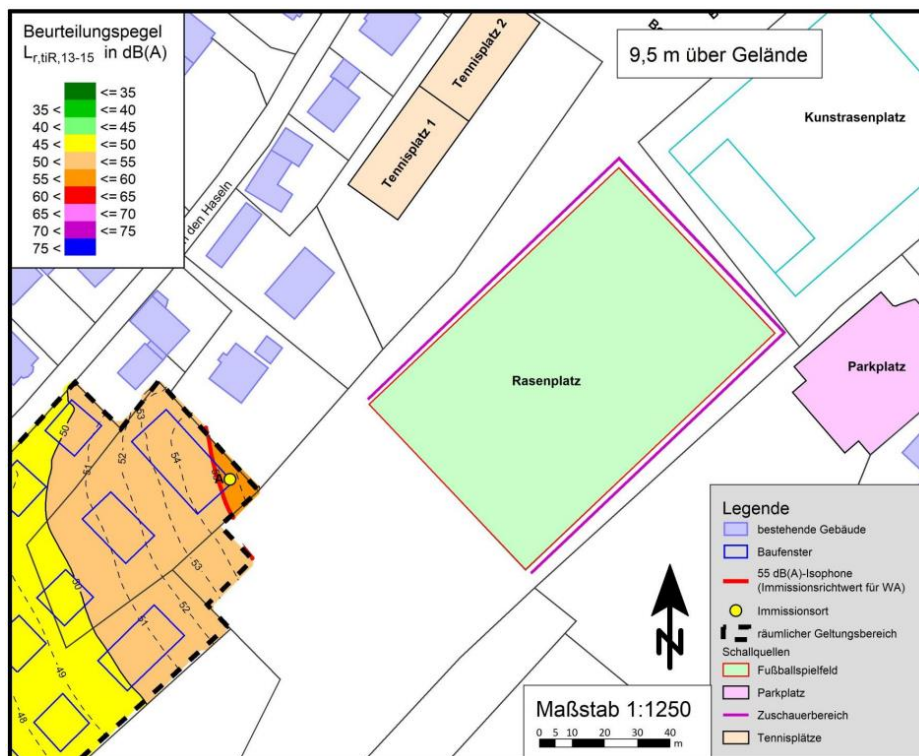 Beurteilungspegel
Lr,tiR,13-15 in dB(A)
<= 35
35 < <= 40
40 < <= 45
45 < <= 50
50 < <= 55
55 < <= 60
60 < <= 65
65 < <= 70
70 < <= 75
75 <
9,5 m über Gelände
Tennisplatz 2
Tennisplatz 1
Kunstrasenplatz
den Haseln
Rasenplatz
Parkplatz
50
51
52
53
54
A
50
51
52
53
49
48
Legende
bestehende Gebäude
Baufenster
55 dB(A)-Isophone
(Immissionsrichtwert für WA)
Immissionsort
räumlicher Geltungsbereich
Schallquellen
Fußballspielfeld
Parkplatz
Zuschauerbereich
Tennisplätze
N
Maßstab 1:1250
0 5 10 20 30 40
m